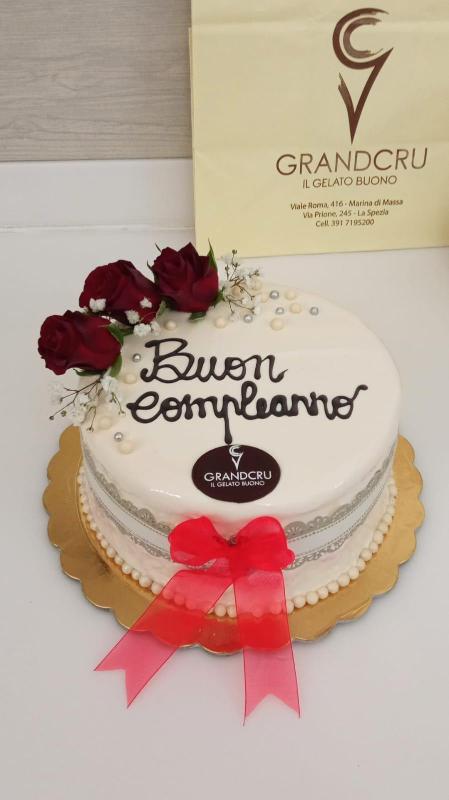 GRANDCRU
IL GELATO BUONO
Viale Roma, 416 - Marina di Massa
Via Prione, 245 - La Spezia
Cell. 391 7195200
Buon
compleanno
GRANDCRU
IL GELATO BUONO